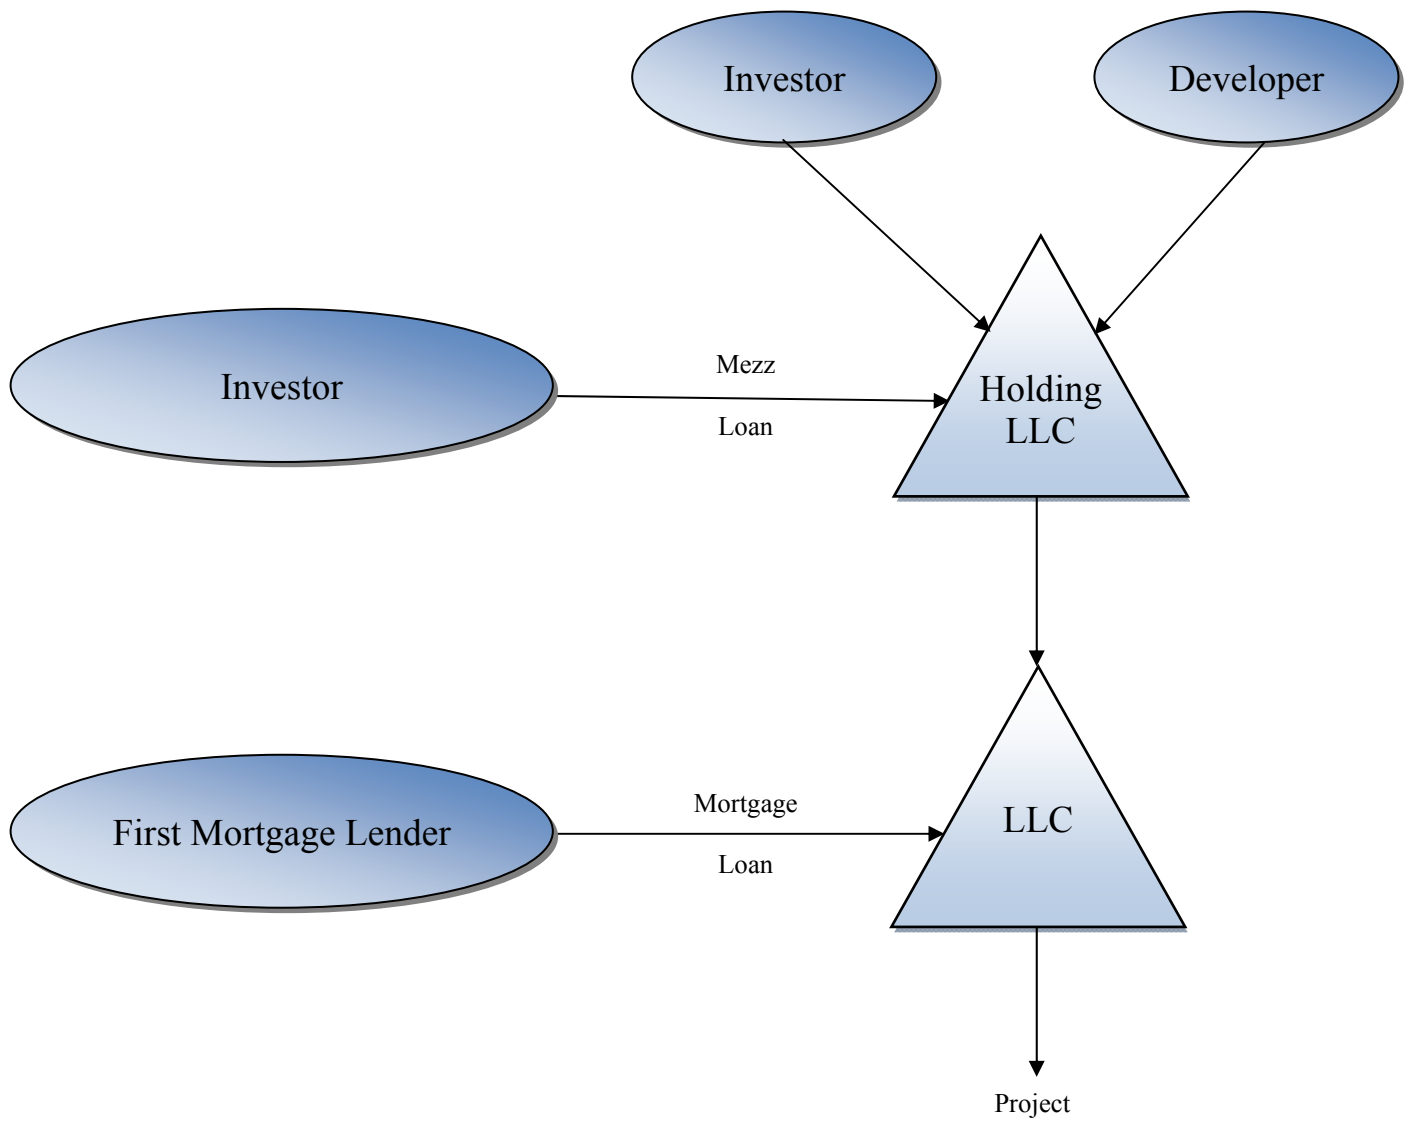 Investor
Developer
Mezz
Investor
Holding
LLC
Loan
Mortgage
First Mortgage Lender
LLC
Loan
Project